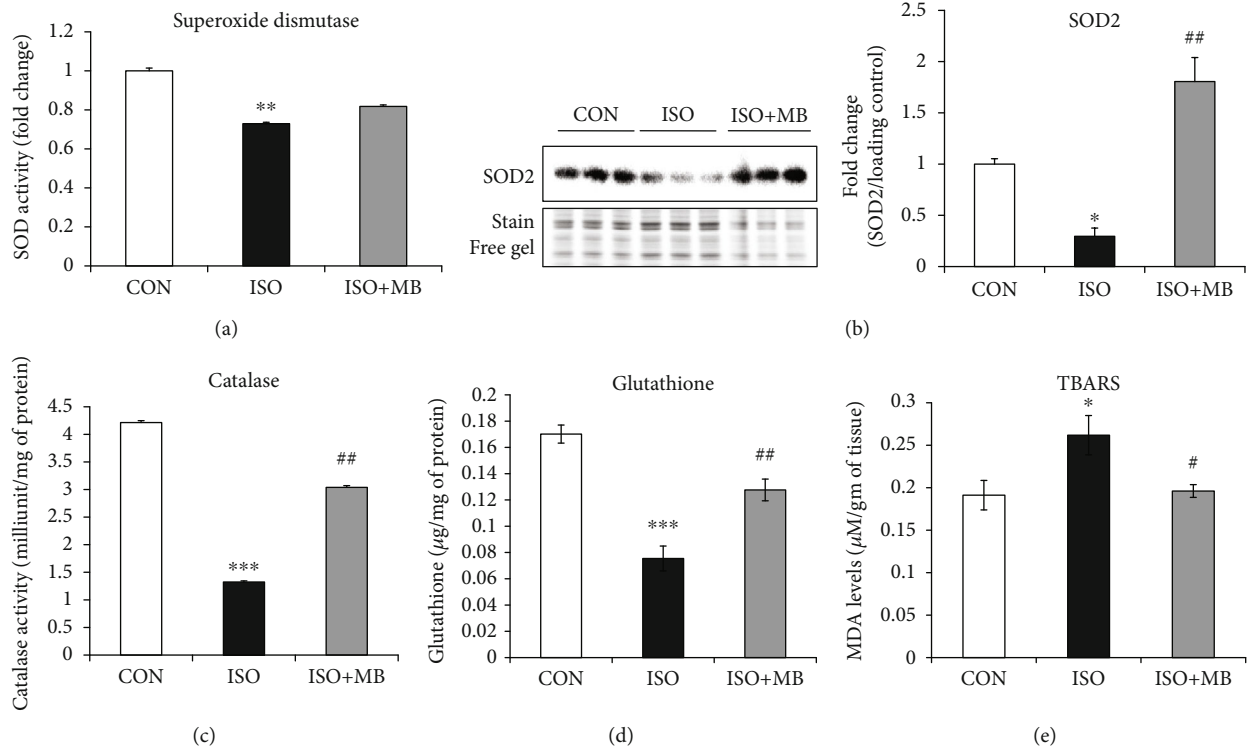 Superoxide dismutase
SOD activity (fold change)
1.2
1
0.8
0.6
0.4
0.2
0
**
CON
ISO
ISO+MB
(a)
CON
ISO
ISO+MB
SOD2
Stain
Free gel
SOD2
Fold change
(SOD2/loading control)
2.5
2
1.5
1
0.5
0
*
##
CON
ISO
ISO+MB
(b)
Catalase
Catalase activity (milliunit/mg of protein)
4.5
4
3.5
3
2.5
2
1.5
1
0.5
0
***
##
CON
ISO
ISO+MB
(c)
Glutathione
Glutathione (μg/mg of protein)
0.2
0.18
0.16
0.14
0.12
0.1
0.08
0.06
0.04
0.02
0
***
##
CON
ISO
ISO+MB
(d)
TBARS
MDA levels (μM/gm of tissue)
0.3
0.25
0.2
0.15
0.1
0.05
0
*
#
CON
ISO
ISO+MB
(e)